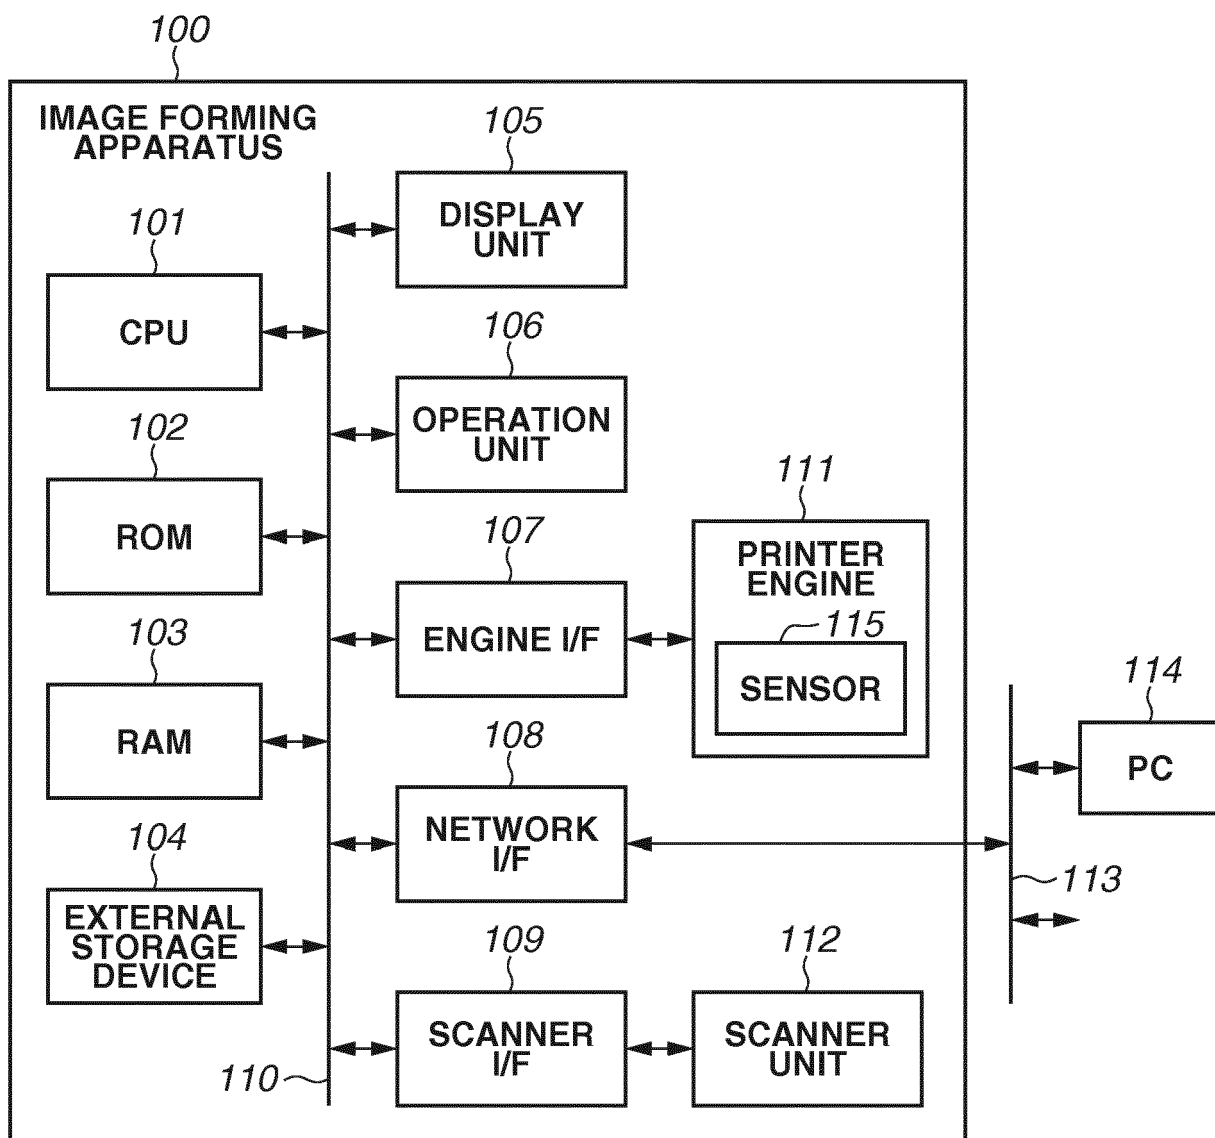 100
IMAGE FORMING
APPARATUS
105
DISPLAY
UNIT
101
CPU
106
OPERATION
UNIT
102
ROM
111
PRINTER
ENGINE
107
ENGINE I/F
115
SENSOR
103
RAM
114
PC
108
NETWORK
I/F
113
104
EXTERNAL
STORAGE
DEVICE
109
SCANNER
I/F
112
SCANNER
UNIT
110